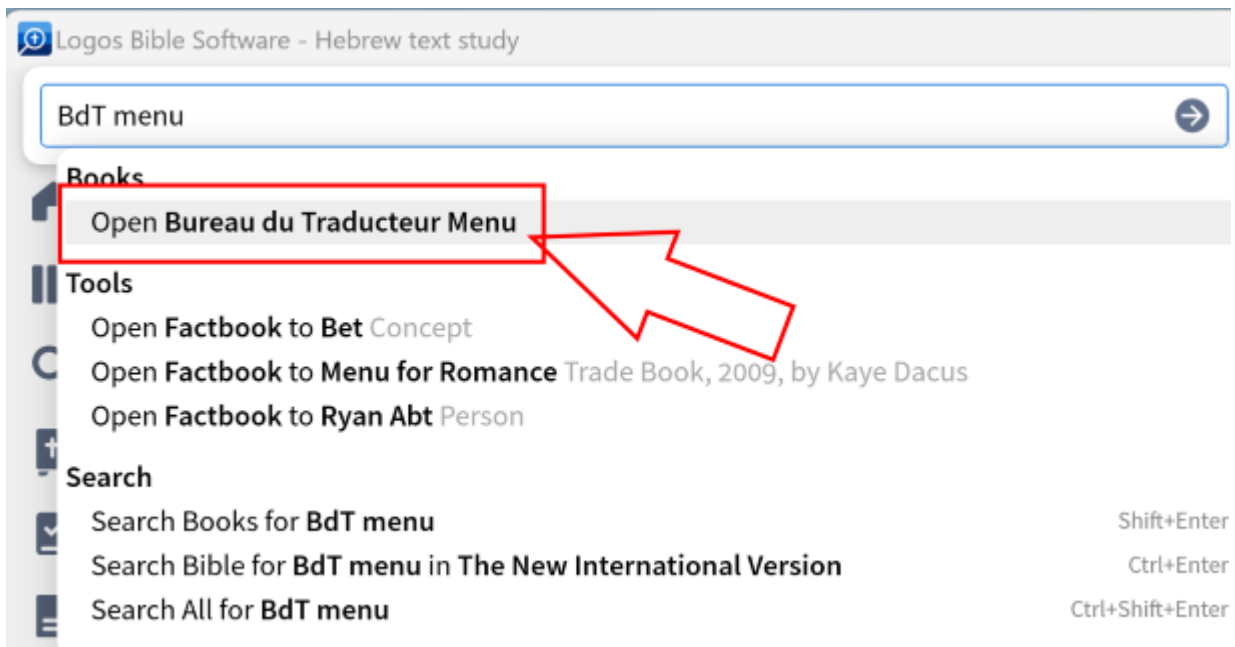 Logos Bible Software - Hebrew text study
BdT menu
Books
Open Bureau du Traducteur Menu
Tools
Open Factbook to Bet Concept
Open Factbook to Menu for Romance Trade Book, 2009, by Kaye Dacus
Open Factbook to Ryan Abt Person
Search
Search Books for BdT menu Shift+Enter
Search Bible for BdT menu in The New International Version Ctrl+Enter
Search All for BdT menu Ctrl+Shift+Enter